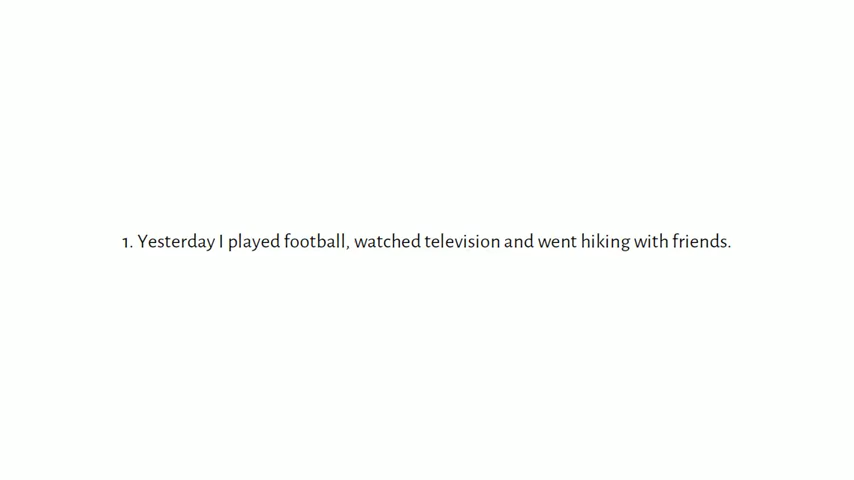 1. Yesterday I played football, watched television and went hiking with friends.